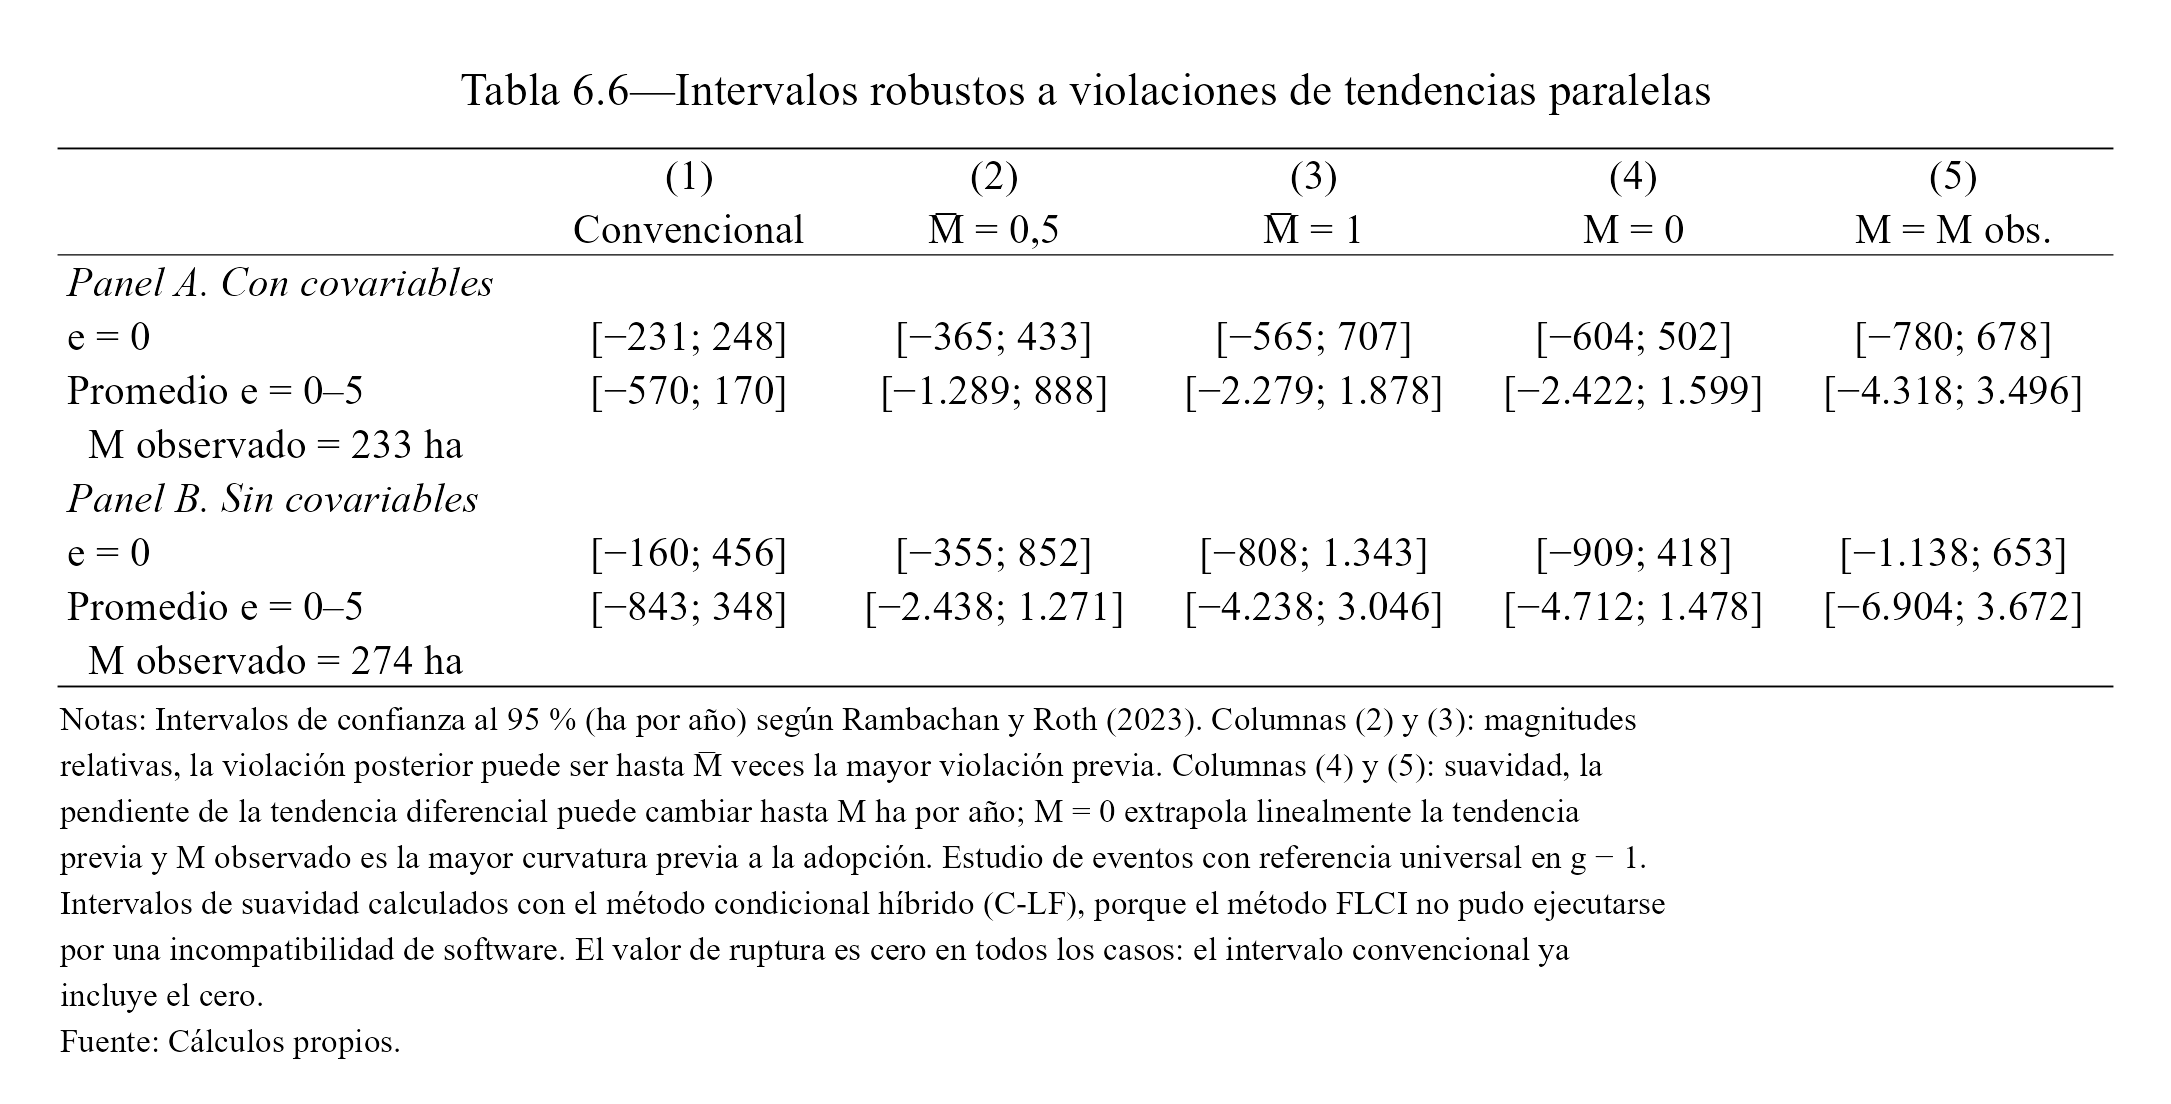 Tabla 6.6—Intervalos robustos a violaciones de tendencias paralelas
(1) (2) (3) (4) (5)
Convencional M̅ = 0,5 M̅ = 1 M = 0 M = M obs.
Panel A. Con covariables
e = 0 [−231; 248] [−365; 433] [−565; 707] [−604; 502] [−780; 678]
Promedio e = 0–5 [−570; 170] [−1.289; 888] [−2.279; 1.878] [−2.422; 1.599] [−4.318; 3.496]
M observado = 233 ha
Panel B. Sin covariables
e = 0 [−160; 456] [−355; 852] [−808; 1.343] [−909; 418] [−1.138; 653]
Promedio e = 0–5 [−843; 348] [−2.438; 1.271] [−4.238; 3.046] [−4.712; 1.478] [−6.904; 3.672]
M observado = 274 ha
Notas: Intervalos de confianza al 95 % (ha por año) según Rambachan y Roth (2023). Columnas (2) y (3): magnitudes
relativas, la violación posterior puede ser hasta M̅ veces la mayor violación previa. Columnas (4) y (5): suavidad, la
pendiente de la tendencia diferencial puede cambiar hasta M ha por año; M = 0 extrapola linealmente la tendencia
previa y M observado es la mayor curvatura previa a la adopción. Estudio de eventos con referencia universal en g − 1.
Intervalos de suavidad calculados con el método condicional híbrido (C-LF), porque el método FLCI no pudo ejecutarse
por una incompatibilidad de software. El valor de ruptura es cero en todos los casos: el intervalo convencional ya
incluye el cero.
Fuente: Cálculos propios.